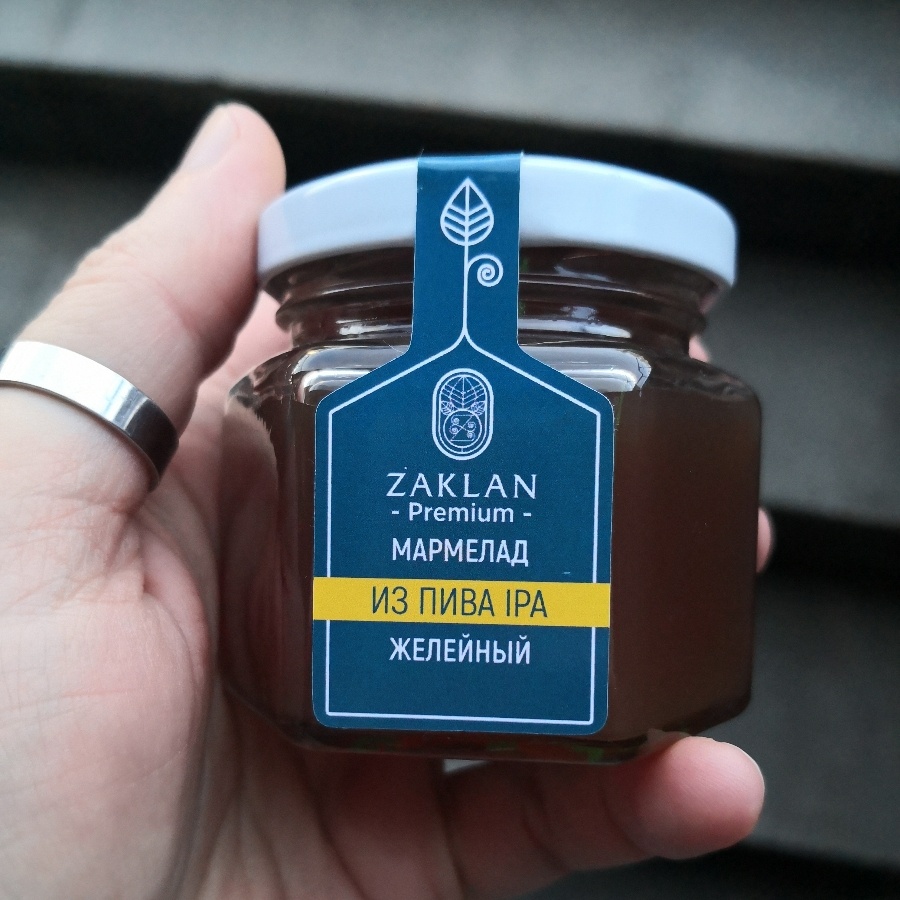 ZAKLAN
- Premium -
МАРМЕЛАД
ИЗ ПИВА IPA
ЖЕЛЕЙНЫЙ